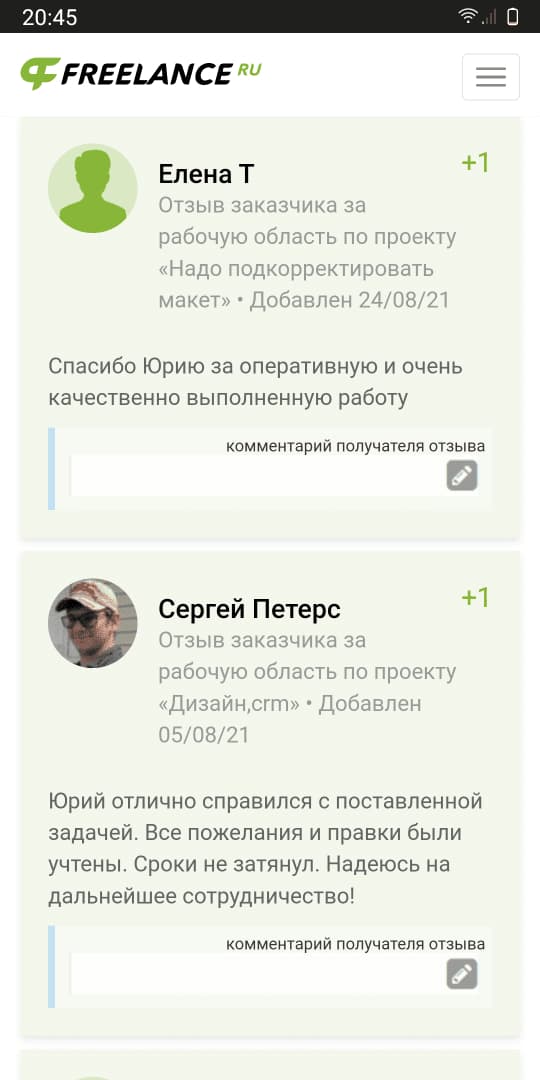 20:45
FREELANCE RU
Елена Т
+1
Отзыв заказчика за
рабочую область по проекту
«Надо подкорректировать
макет» • Добавлен 24/08/21
Спасибо Юрию за оперативную и очень
качественно выполненную работу
комментарий получателя отзыва
Сергей Петерс
+1
Отзыв заказчика за
рабочую область по проекту
«Дизайн,crm» • Добавлен
05/08/21
Юрий отлично справился с поставленной
задачей. Все пожелания и правки были
учтены. Сроки не затянул. Надеюсь на
дальнейшее сотрудничество!
комментарий получателя отзыва